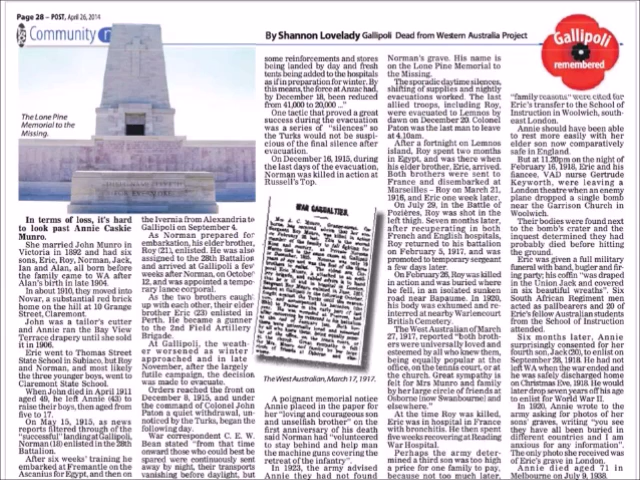 Page 28 – POST, April 26, 2014
Community
By Shannon Lovelady Gallipoli Dead from Western Australia Project
Gallipoli
remembered
The Lone Pine
Memorial to the
Missing.
In terms of loss, it's hard
to look past Annie Caskie
Munro.
She married John Munro in
Victoria in 1892 and had six
sons, Eric, Roy, Norman, Jack,
Ian and Alan, all born before
the family came to WA after
Alan's birth in late 1904.
In about 1910, they moved into
Novar, a substantial red brick
home on the hill at 10 Grange
Street, Claremont.
John was a tailor's cutter
and Annie ran the Bay View
Terrace drapery until she sold
it in 1906.
Eric went to Thomas Street
State School in Subiaco, but Roy
and Norman, and most likely
the three younger boys, went to
Claremont State School.
When John died in April 1911
aged 49, he left Annie (43) to
raise their boys, then aged from
five to 17.
On May 15, 1915, as news
reports filtered through of the
"successful" landing at Gallipoli,
Norman (18) enlisted in the 28th
Battalion.
After six weeks' training he
embarked at Fremantle on the
Ascanius for Egypt, and then on
the Ivernia from Alexandria to
Gallipoli on September 4.
As Norman prepared for
embarkation, his elder brother,
Roy (21), enlisted. He was also
assigned to the 28th Battalion
and arrived at Gallipoli a few
weeks after Norman, on October
12, and was appointed a tempo-
rary lance corporal.
As the two brothers caught
up with each other, their elder
brother Eric (23) enlisted in
Perth. He became a gunner
to the 2nd Field Artillery
Brigade.
At Gallipoli, the weath-
er worsened as winter
approached and in late
November, after the largely
futile campaign, the decision
was made to evacuate.
Orders reached the front on
December 8, 1915, and under
the command of Colonel John
Paton a quiet withdrawal, un-
noticed by the Turks, began the
following day.
War correspondent C. E. W.
Bean stated "from that time
onward those who could best be
spared were continuously sent
away by night, their transports
vanishing before daylight, but
some reinforcements and stores
being landed by day and fresh
tents being added to the hospitals
as if in preparation for winter. By
this means, the force at Anzac had,
by December 18, been reduced
from 41,000 to 20,000 ..."
One tactic that proved a great
success during the evacuation
was a series of "silences" so
the Turks would not be suspi-
cious of the final silence after
evacuation.
On December 16, 1915, during
the last days of the evacuation,
Norman was killed in action at
Russell's Top.
WAR CASUALTIES.
The West Australian, March 17, 1917.
A poignant memorial notice
Annie placed in the paper for
her "loving and courageous son
and unselfish brother" on the
first anniversary of his death
said Norman had "volunteered
to stay behind and help man
the machine guns covering the
retreat of the infantry".
In 1923, the army advised
Annie they had not found
Norman's grave. His name is
on the Lone Pine Memorial to
the Missing.
The sporadic daytime silences,
shifting of supplies and nightly
evacuations worked. The last
allied troops, including Roy,
were evacuated to Lemnos by
dawn on December 20. Colonel
Paton was the last man to leave
at 4.10am.
After a fortnight on Lemnos
island, Roy spent two months
in Egypt, and was there when
his elder brother, Eric, arrived.
Both brothers were sent to
France and disembarked at
Marseilles – Roy on March 21,
1916, and Eric one week later.
On July 29, in the Battle of
Pozières, Roy was shot in the
left thigh. Seven months later,
after recuperating in both
French and English hospitals,
Roy returned to his battalion
on February 5, 1917, and was
promoted to temporary sergeant
a few days later.
On February 26, Roy was killed
in action and was buried where
he fell, in an isolated sunken
road near Bapaume. In 1920,
his body was exhumed and re-
interred at nearby Warlencourt
British Cemetery.
The West Australian of March
27, 1917, reported "both broth-
ers were universally loved and
esteemed by all who knew them,
being equally popular at the
office, on the tennis court, or at
the church. Great sympathy is
felt for Mrs Munro and family
by her large circle of friends at
Osborne (now Swanbourne) and
elsewhere."
At the time Roy was killed,
Eric was in hospital in France
with bronchitis. He then spent
five weeks recovering at Reading
War Hospital.
Perhaps the army deter-
mined a third son was too high
a price for one family to pay,
because not too much later,
"family reasons" were cited for
Eric's transfer to the School of
Instruction in Woolwich, south-
east London.
Annie should have been able
to rest more easily with her
elder son now comparatively
safe in England.
But at 11.20pm on the night of
February 16, 1918, Eric and his
fiancée, VAD nurse Gertrude
Keyworth, were leaving a
London theatre when an enemy
plane dropped a single bomb
near the Garrison Church in
Woolwich.
Their bodies were found next
to the bomb's crater and the
inquest determined they had
probably died before hitting
the ground.
Eric was given a full military
funeral with band, bugler and fir-
ing party; his coffin "was draped
in the Union Jack and covered
in six beautiful wreaths". Six
South African Regiment men
acted as pallbearers and 20 of
Eric's fellow Australian students
from the School of Instruction
attended.
Six months later, Annie
surprisingly consented for her
fourth son, Jack (20), to enlist on
September 28, 1918. He had not
left WA when the war ended and
he was safely discharged home
on Christmas Day, 1918. He would
later drop seven years off his age
to enlist for World War II.
In 1920, Annie wrote to the
army asking for photos of her
sons' graves, writing "you see
they have all been buried in
different countries and I am
anxious for any information".
The only photo she received was
of Eric's grave in London.
Annie died aged 71 in
Melbourne on July 9, 1938.